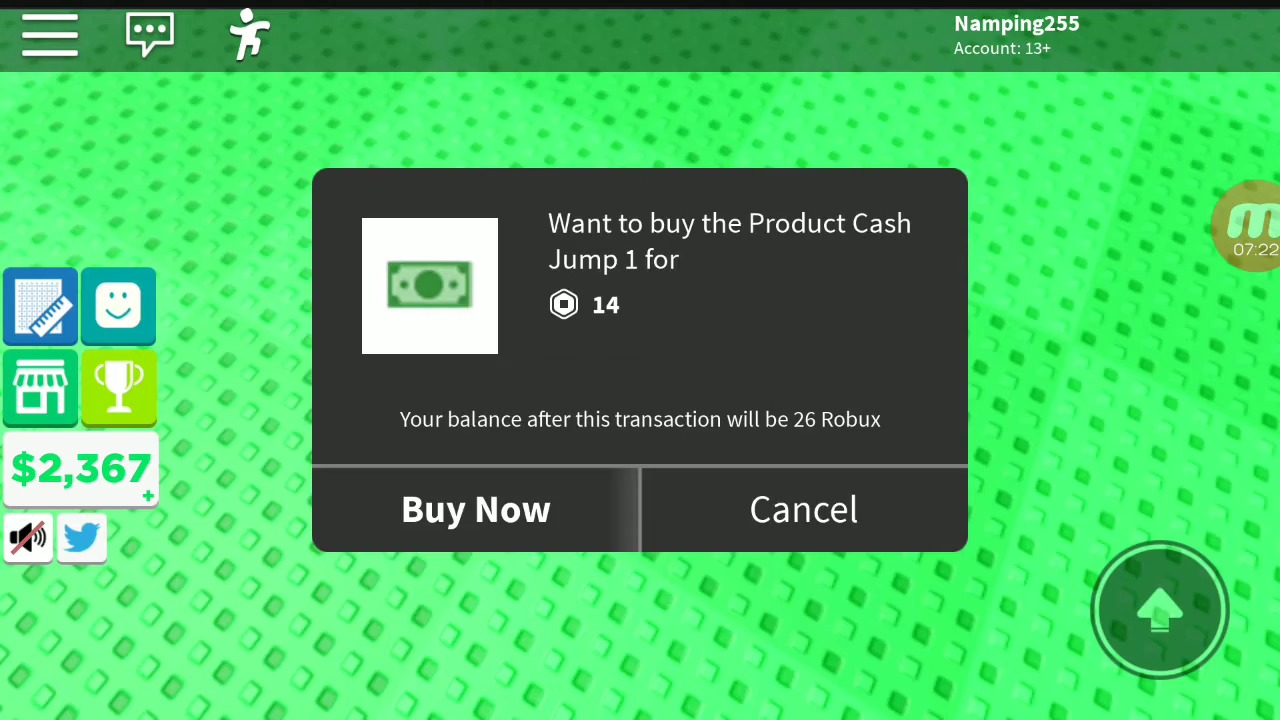 Namping255
Account: 13+
Want to buy the Product Cash
Jump 1 for
14
07:22
Your balance after this transaction will be 26 Robux
$2,367
+
Buy Now
Cancel